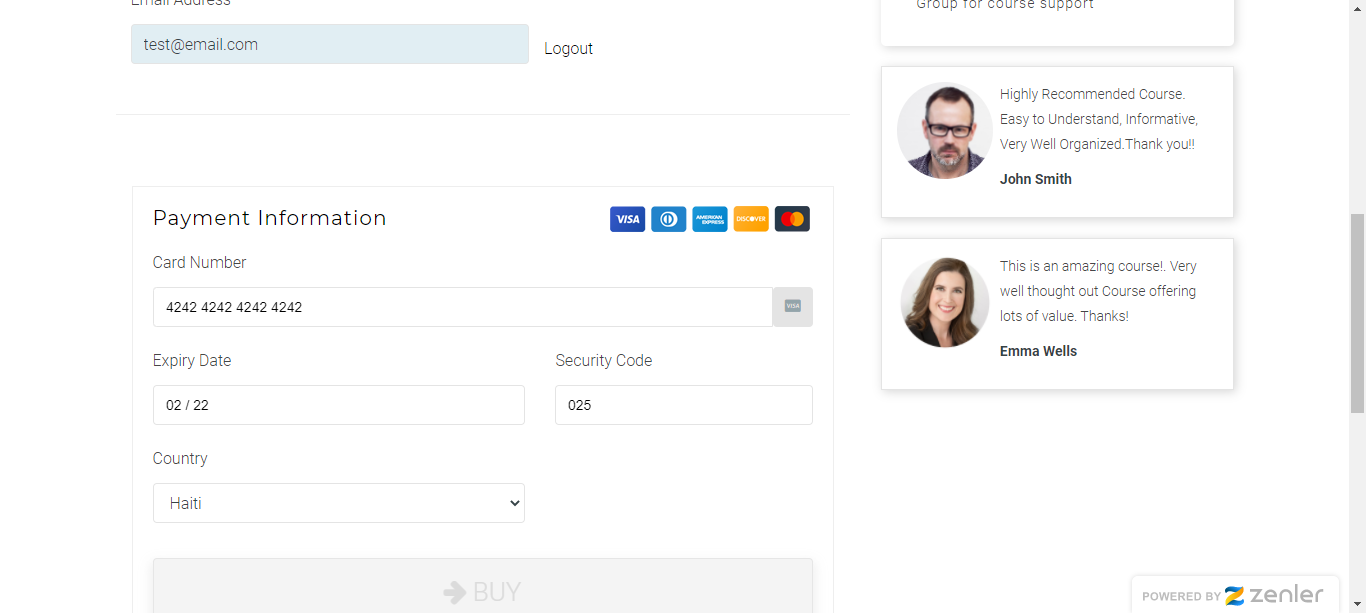 Email Address
test@email.com
Logout
Payment Information
VISA
AMERICAN EXPRESS
DISCOVER
Card Number
4242 4242 4242 4242
VISA
Expiry Date
Security Code
02 / 22
025
Country
Haiti
BUY
Group for course support
Highly Recommended Course.
Easy to Understand, Informative,
Very Well Organized.Thank you!!
John Smith
This is an amazing course!. Very
well thought out Course offering
lots of value. Thanks!
Emma Wells
POWERED BY zenler